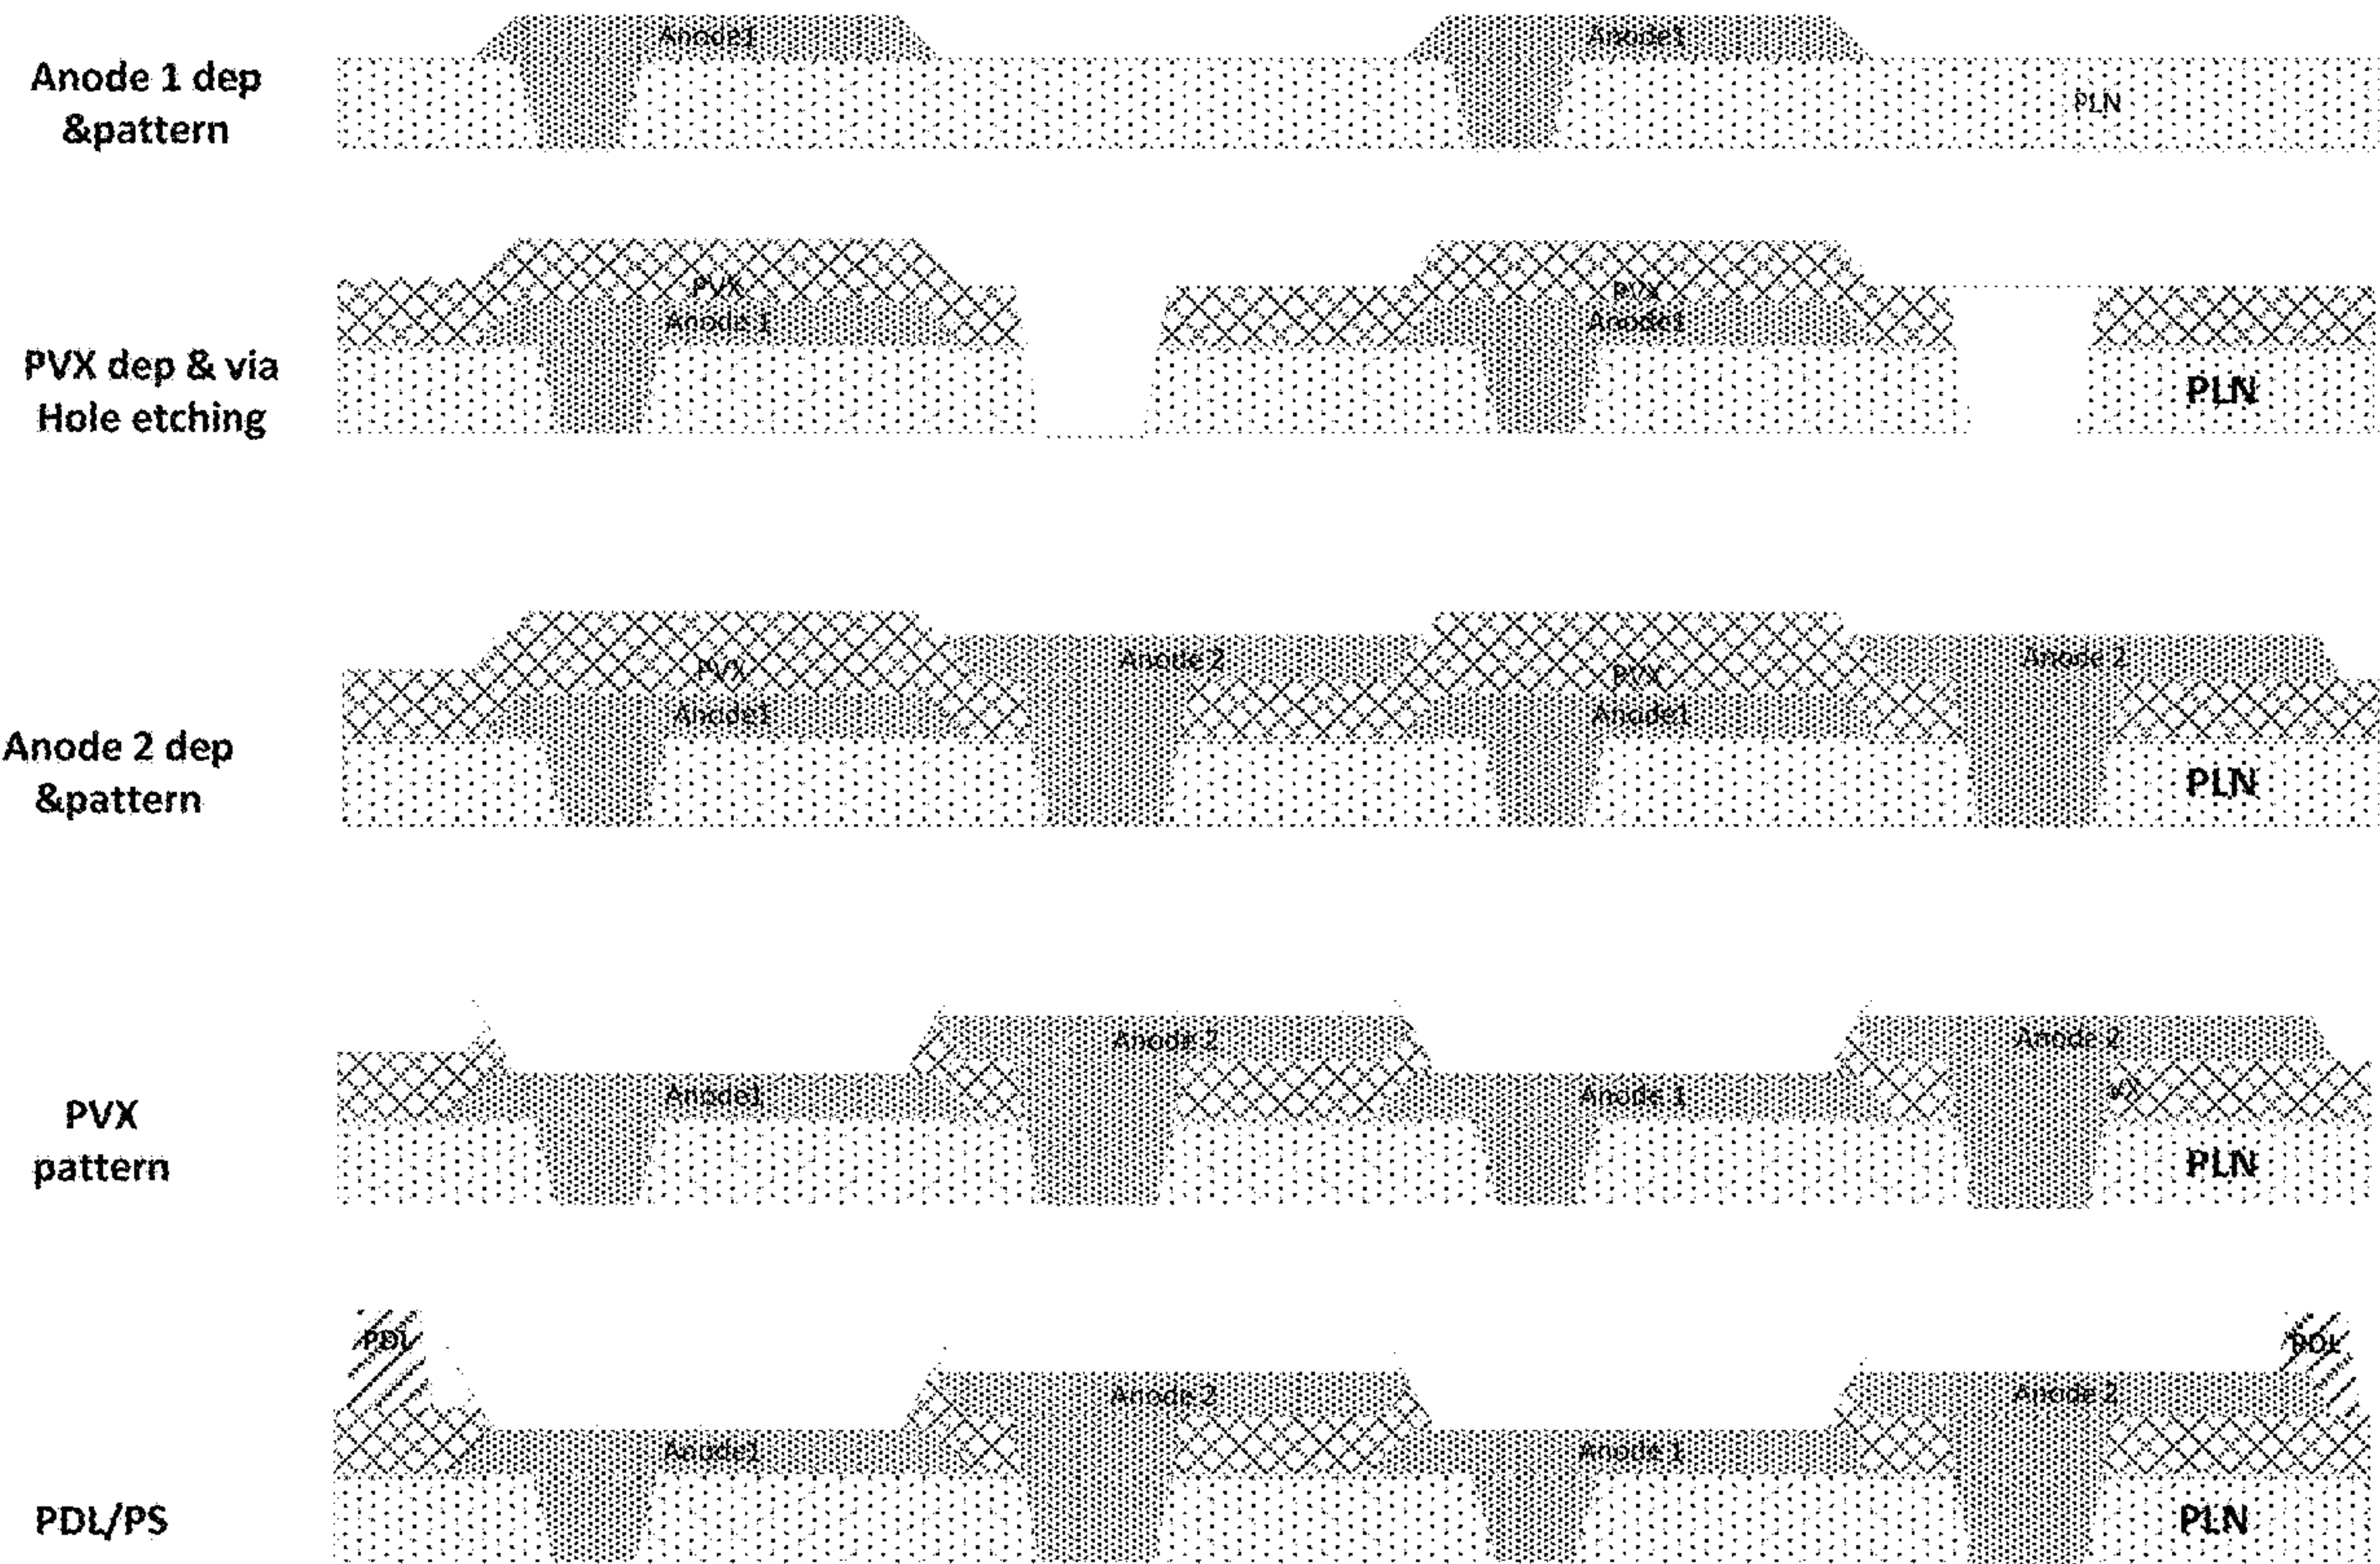 Anode1
Anode1
Anode 1 dep
&pattern
PLN
PVX
Anode 1
PVX
Anode1
PVX dep & via
Hole etching
PLN
Anode 2
Anode 2
PVX
Anode1
PVX
Anode1
Anode 2 dep
&pattern
PLN
Anode 2
Anode 2
Anode1
Anode 1
PVX
pattern
PLN
PDL
PDL
Anode 2
Anode 2
Anode1
Anode 1
PDL/PS
PLN